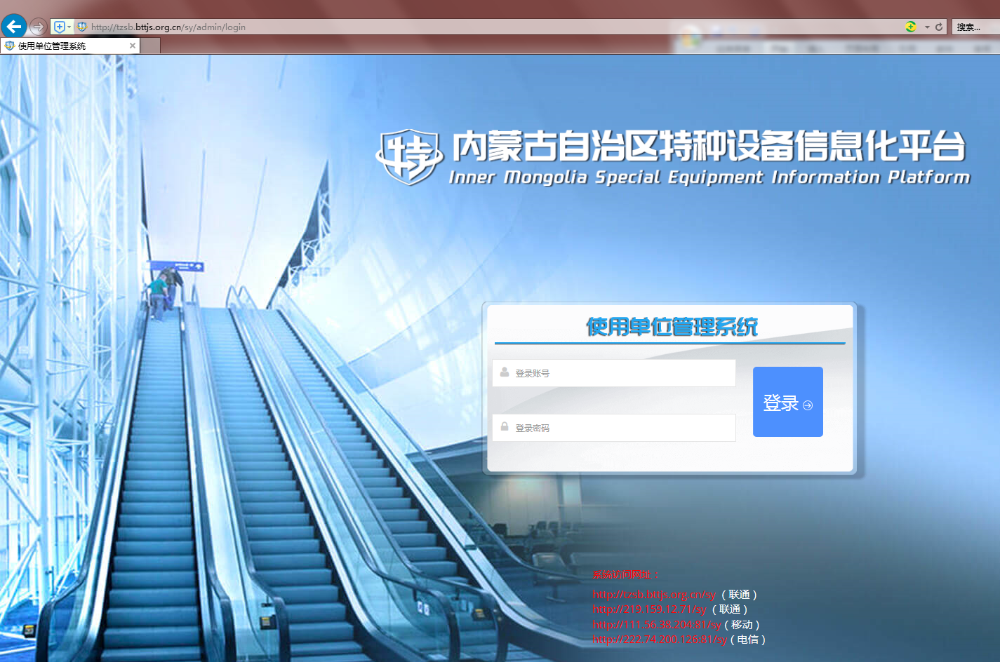 http://tzsb.bttjs.org.cn/sy/admin/login
搜索...
使用单位管理系统
特
内蒙古自治区特种设备信息化平台
Inner Mongolia Special Equipment Information Platform
使用单位管理系统
登录账号
登录
登录密码
系统访问网址：
http://tzsb.bttjs.org.cn/sy （联通）
http://219.159.12.71/sy （联通）
http://111.56.38.204:81/sy（移动）
http://222.74.200.126:81/sy（电信）